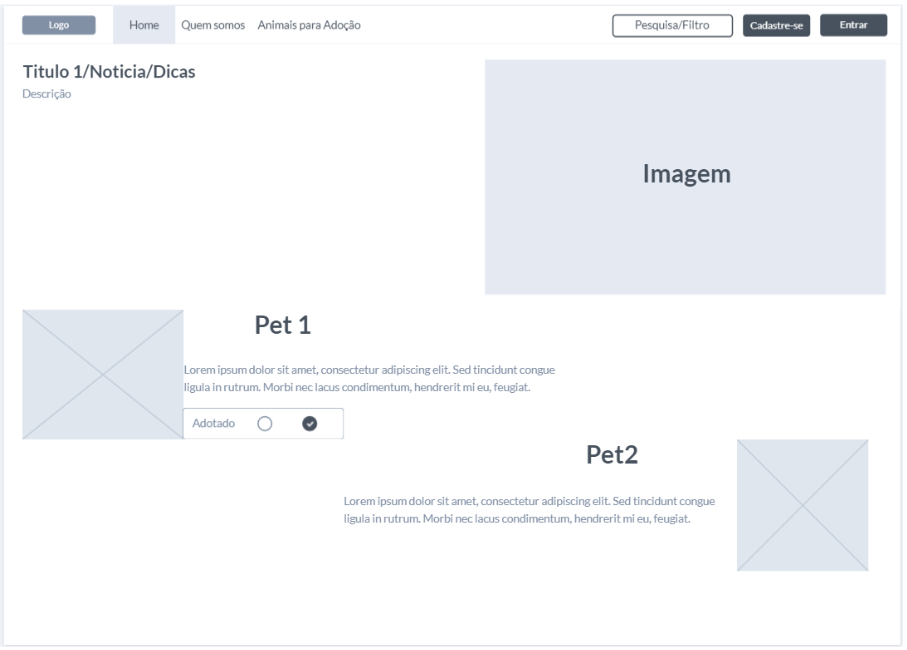 Logo
Home
Quem somos
Animais para Adoção
Pesquisa/Filtro
Cadastre-se
Entrar
Titulo 1/Noticia/Dicas
Descrição
Imagem
Pet 1
Lorem ipsum dolor sit amet, consectetur adipiscing elit. Sed tincidunt congue
ligula in rutrum. Morbi nec lacus condimentum, hendrerit mi eu, feugiat.
Adotado
Pet2
Lorem ipsum dolor sit amet, consectetur adipiscing elit. Sed tincidunt congue
ligula in rutrum. Morbi nec lacus condimentum, hendrerit mi eu, feugiat.